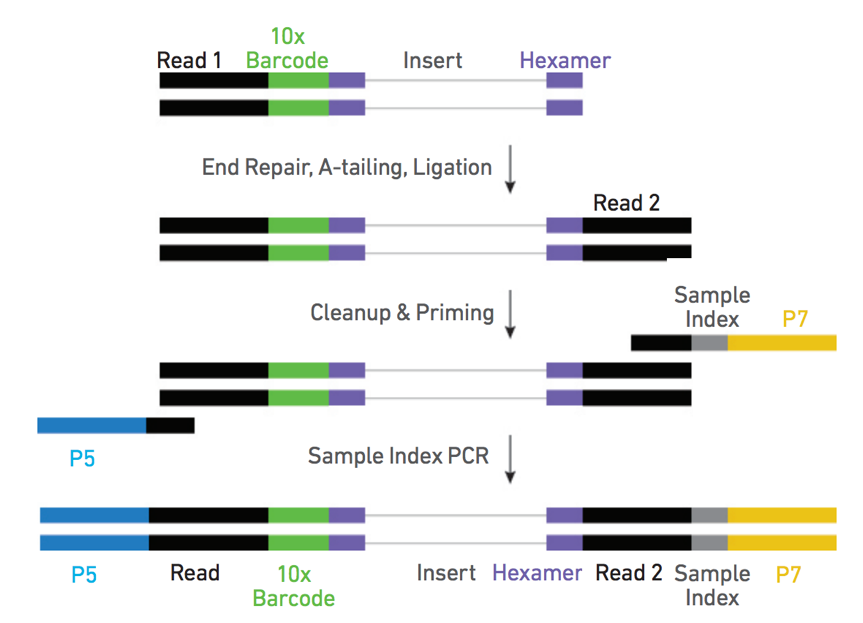 10x
Read 1 Barcode Insert Hexamer
End Repair, A-tailing, Ligation
Read 2
Cleanup & Priming
Sample
Index P7
P5
Sample Index PCR
P5 Read 10x Insert Hexamer Read 2 Sample P7
Barcode Index